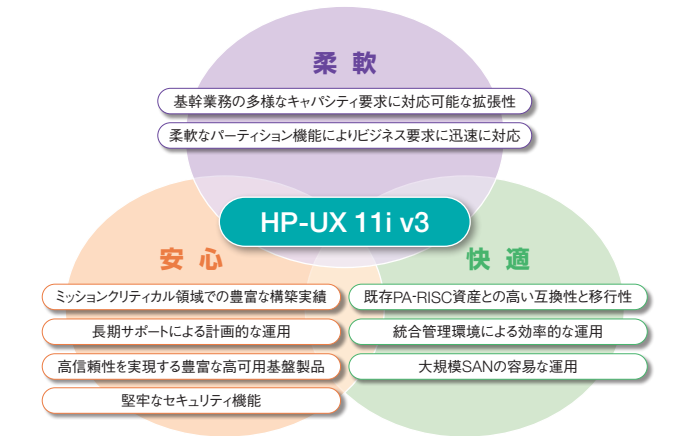 柔軟
基幹業務の多様なキャパシティ要求に対応可能な拡張性
柔軟なパーティション機能によりビジネス要求に迅速に対応
HP-UX 11i v3
安心
ミッションクリティカル領域での豊富な構築実績
長期サポートによる計画的な運用
高信頼性を実現する豊富な高可用基盤製品
堅牢なセキュリティ機能
快適
既存PA-RISC資産との高い互換性と移行性
統合管理環境による効率的な運用
大規模SANの容易な運用